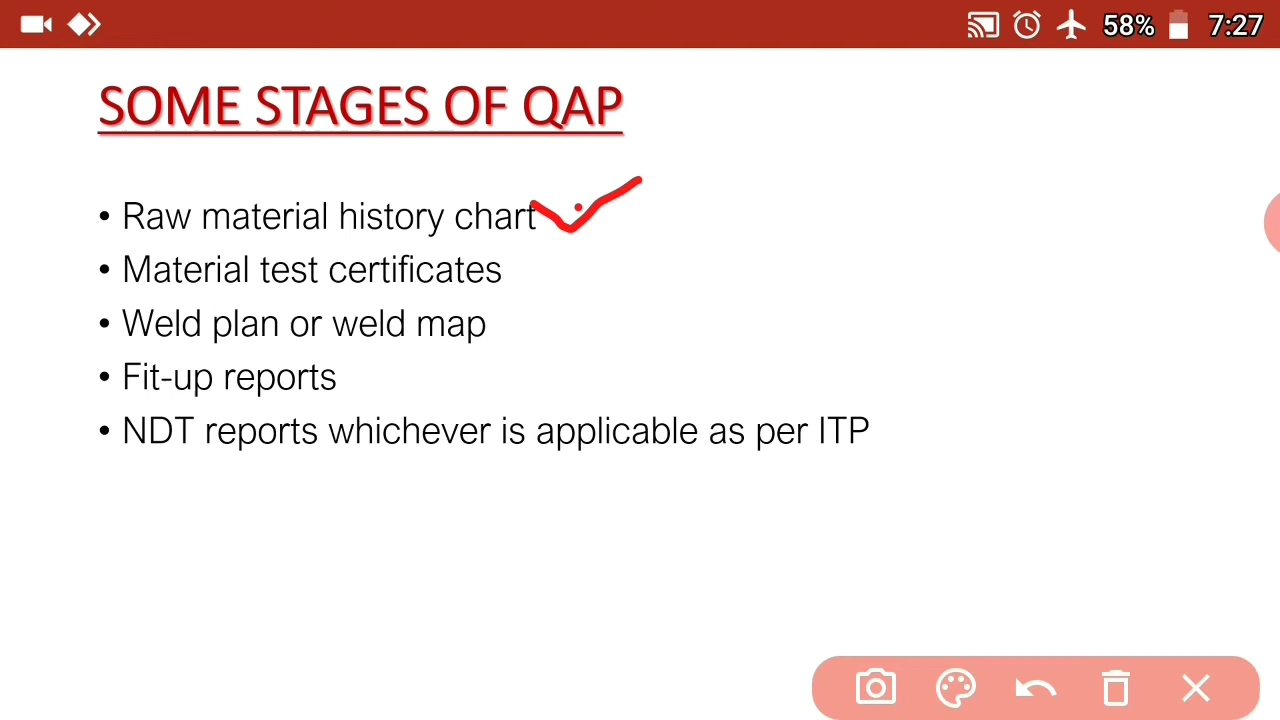 58% 7:27
SOME STAGES OF QAP
• Raw material history chart
• Material test certificates
• Weld plan or weld map
• Fit-up reports
• NDT reports whichever is applicable as per ITP